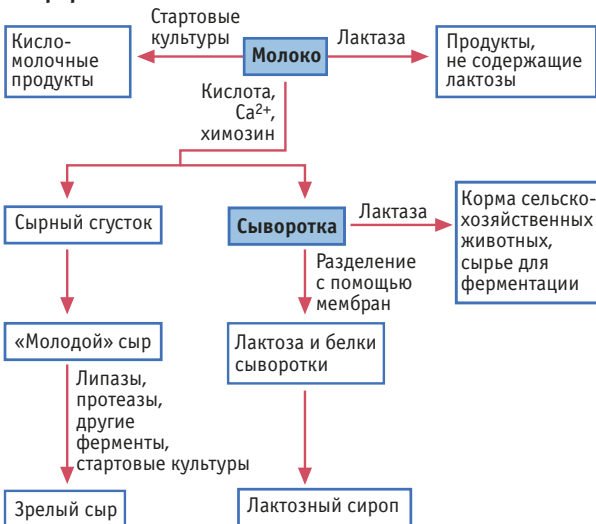 Стартовые
культуры
Кисло-
молочные
продукты
Молоко
Лактаза
Продукты,
не содержащие
лактозы
Кислота,
Ca2+,
химозин
Сырный сгусток
Сыворотка
Лактаза
Корма сельско-
хозяйственных
животных,
сырье для
ферментации
Разделение
с помощью
мембран
«Молодой» сыр
Лактоза и белки
сыворотки
Липазы,
протеазы,
другие
ферменты,
стартовые культуры
Зрелый сыр
Лактозный сироп